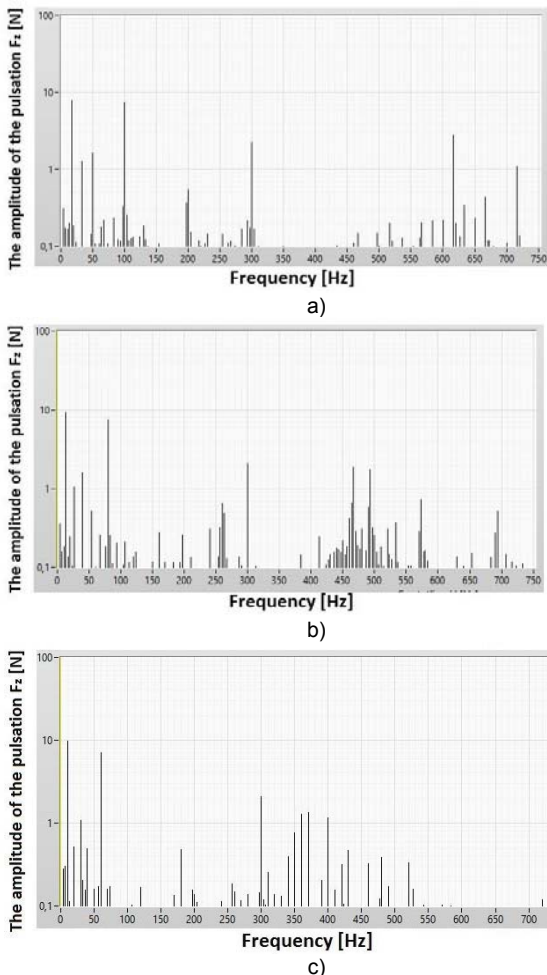 The amplitude of the pulsation Fz [N]
100
10
1
0,1
0 50 100 150 200 250 300 350 400 450 500 550 600 650 700 750
Frequency [Hz]
a)
The amplitude of the pulsation Fz [N]
100
10
1
0,1
0 50 100 150 200 250 300 350 400 450 500 550 600 650 700 750
Frequency [Hz]
b)
The amplitude of the pulsation Fz [N]
100
10
1
0,1
0 50 100 150 200 250 300 350 400 450 500 550 600 650 700
Frequency [Hz]
c)